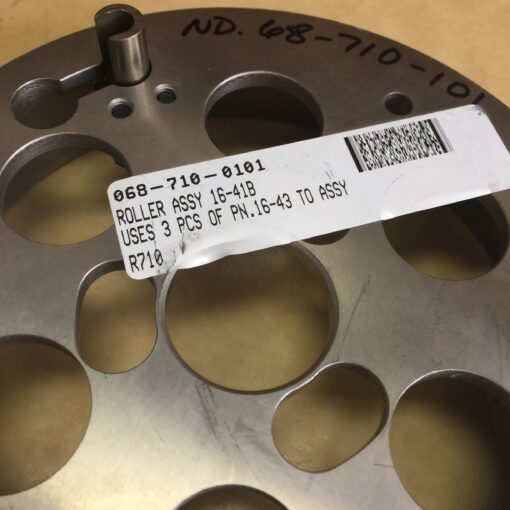 ND. 68-710-101
068-710-0101
ROLLER ASSY 16-41B
USES 3 PCS OF PN.16-43 TO ASSY
R710